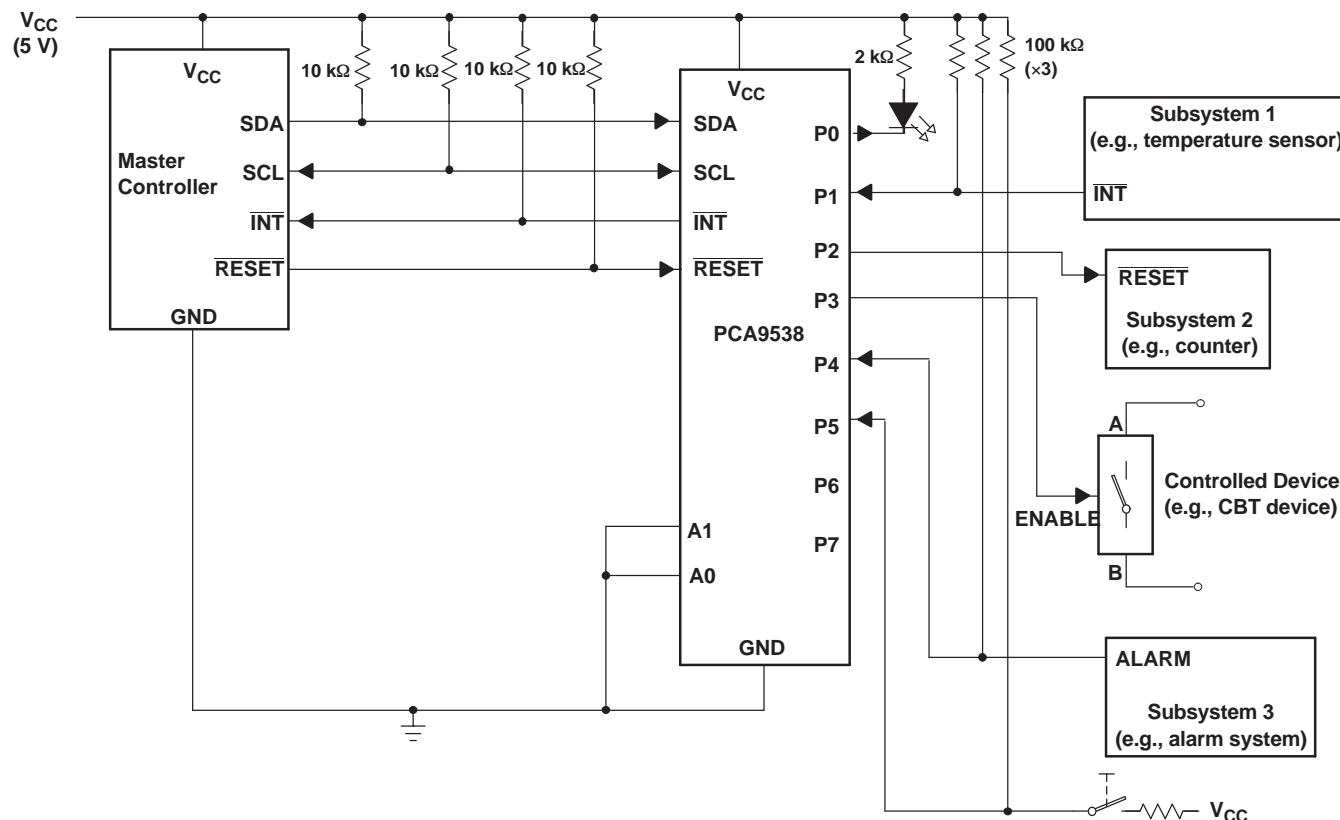 VCC
(5 V)
VCC
10 kΩ
10 kΩ
10 kΩ
10 kΩ
VCC
2 kΩ
100 kΩ
(×3)
Master
Controller
SDA
SCL
INT
RESET
GND
SDA
SCL
INT
RESET
PCA9538
A1
A0
GND
P0
P1
P2
P3
P4
P5
P6
P7
Subsystem 1
(e.g., temperature sensor)
INT
RESET
Subsystem 2
(e.g., counter)
A
ENABLE
B
Controlled Device
(e.g., CBT device)
ALARM
Subsystem 3
(e.g., alarm system)
VCC